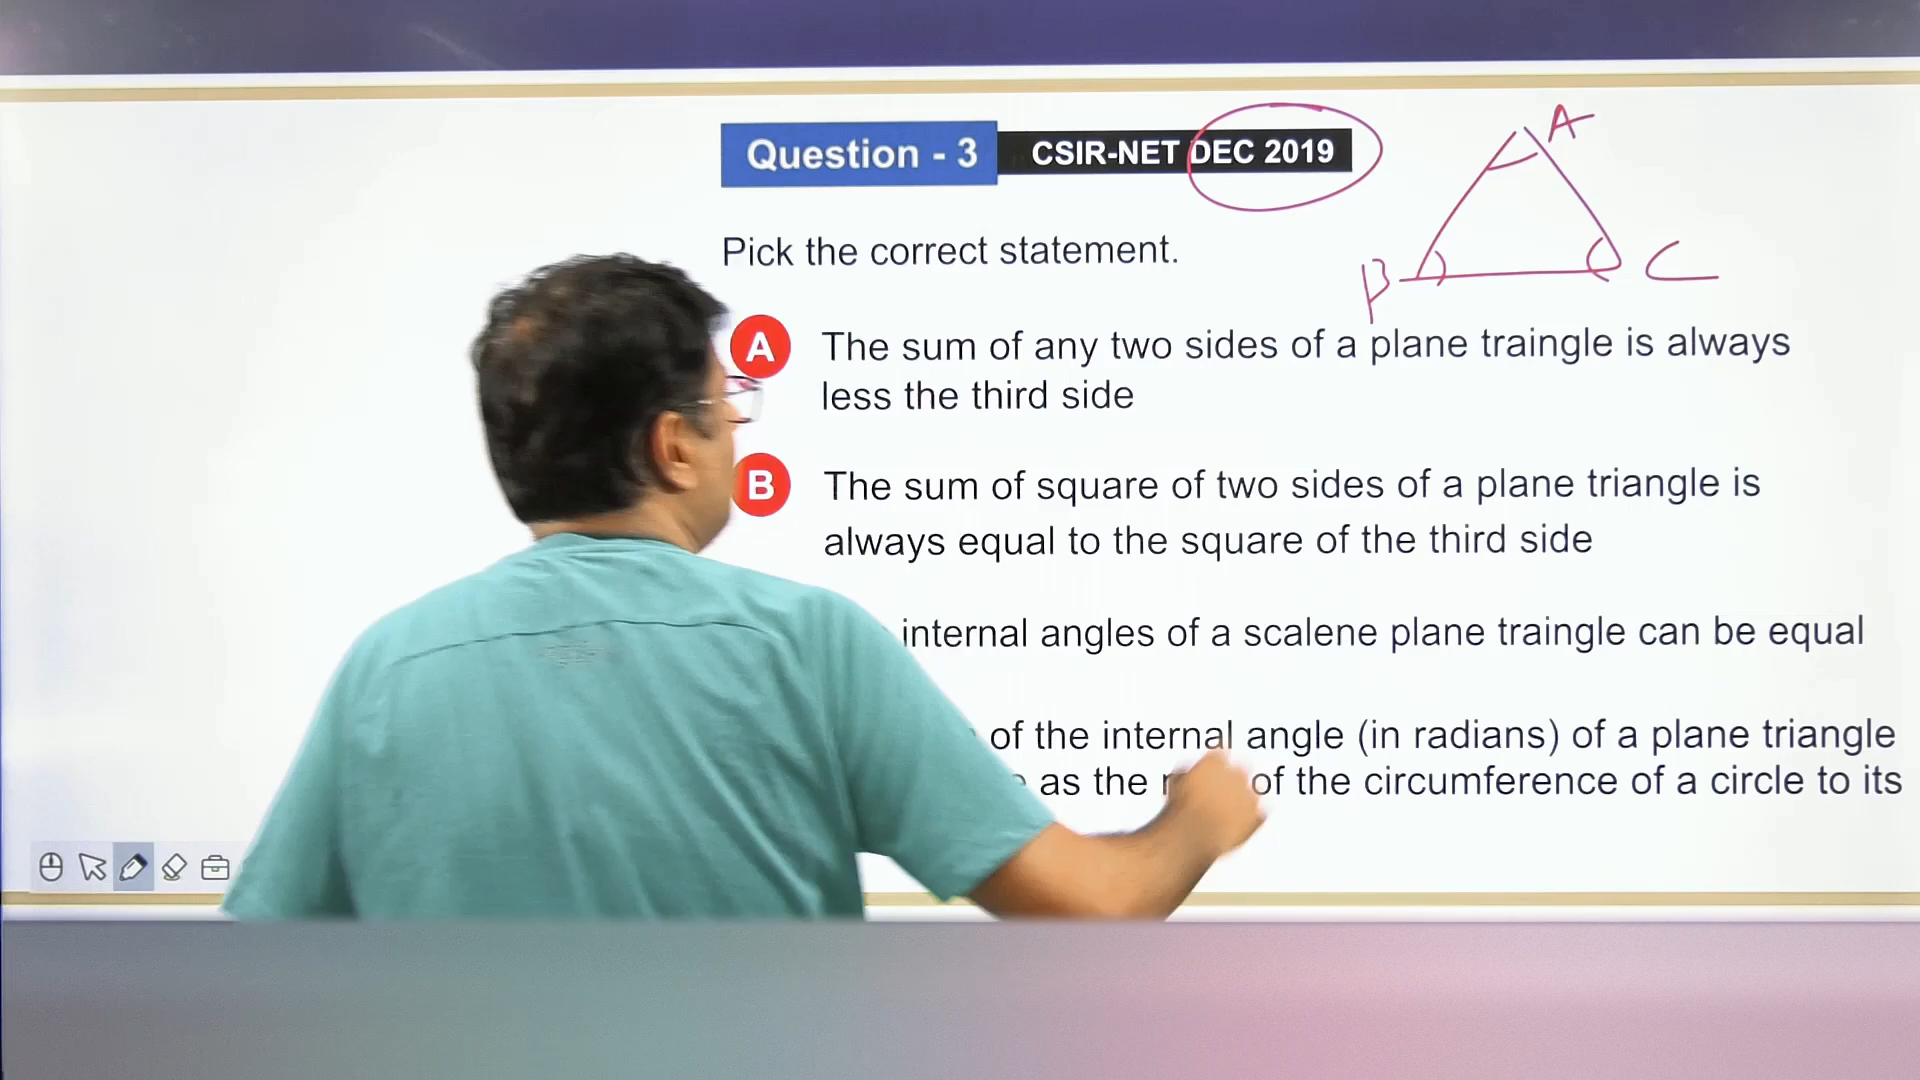 Question - 3 CSIR-NET DEC 2019
A
Pick the correct statement.
B
C
A The sum of any two sides of a plane traingle is always
less the third side
B The sum of square of two sides of a plane triangle is
always equal to the square of the third side
internal angles of a scalene plane traingle can be equal
of the internal angle (in radians) of a plane triangle
as the of the circumference of a circle to its